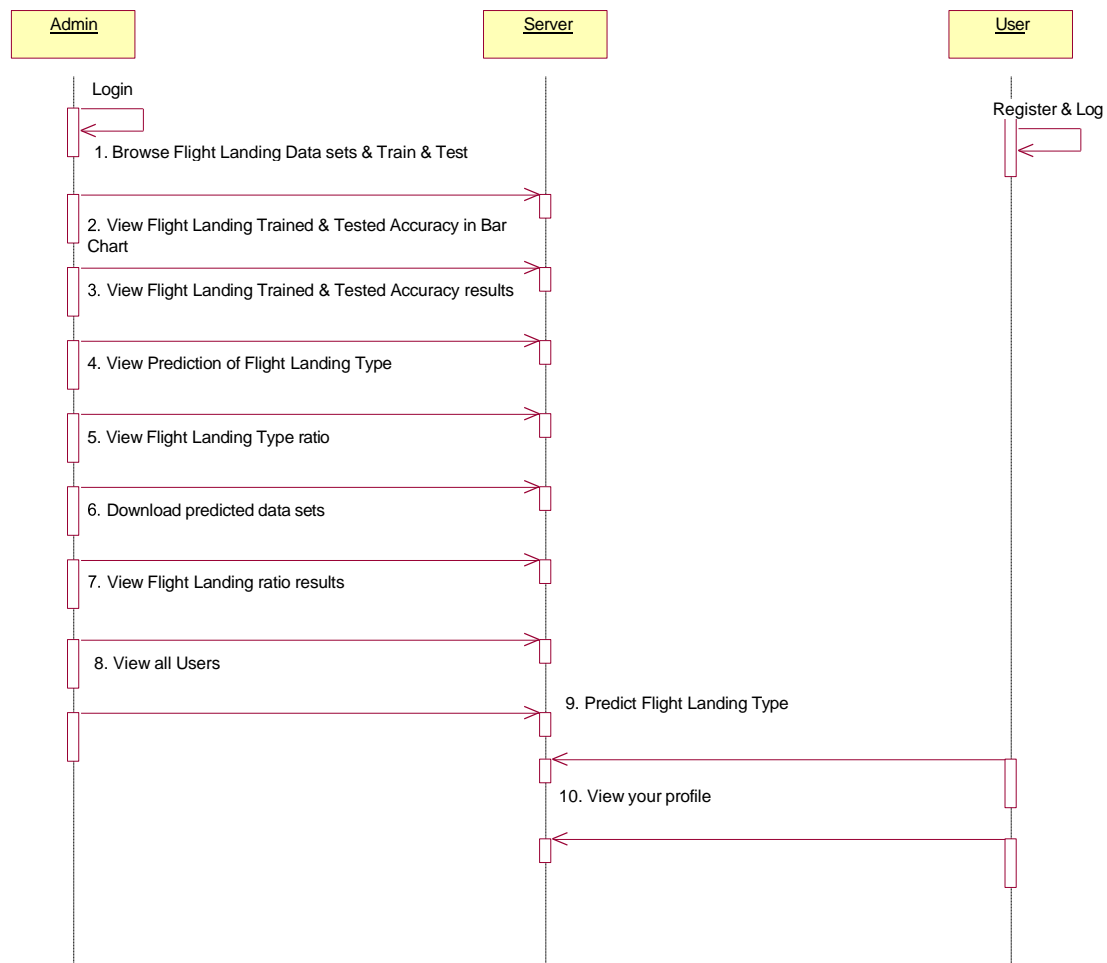 Admin
Server
User
Login
Register & Log
1. Browse Flight Landing Data sets & Train & Test
2. View Flight Landing Trained & Tested Accuracy in Bar
Chart
3. View Flight Landing Trained & Tested Accuracy results
4. View Prediction of Flight Landing Type
5. View Flight Landing Type ratio
6. Download predicted data sets
7. View Flight Landing ratio results
8. View all Users
9. Predict Flight Landing Type
10. View your profile